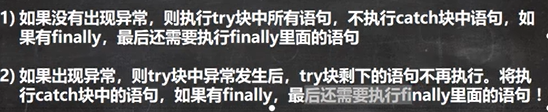 1) 如果没有出现异常，则执行try块中所有语句，不执行catch块中语句，如
果有finally，最后还需要执行finally里面的语句
2) 如果出现异常，则try块中异常发生后，try块剩下的语句不再执行。将执
行catch块中的语句，如果有finally，最后还需要执行finally里面的语句！